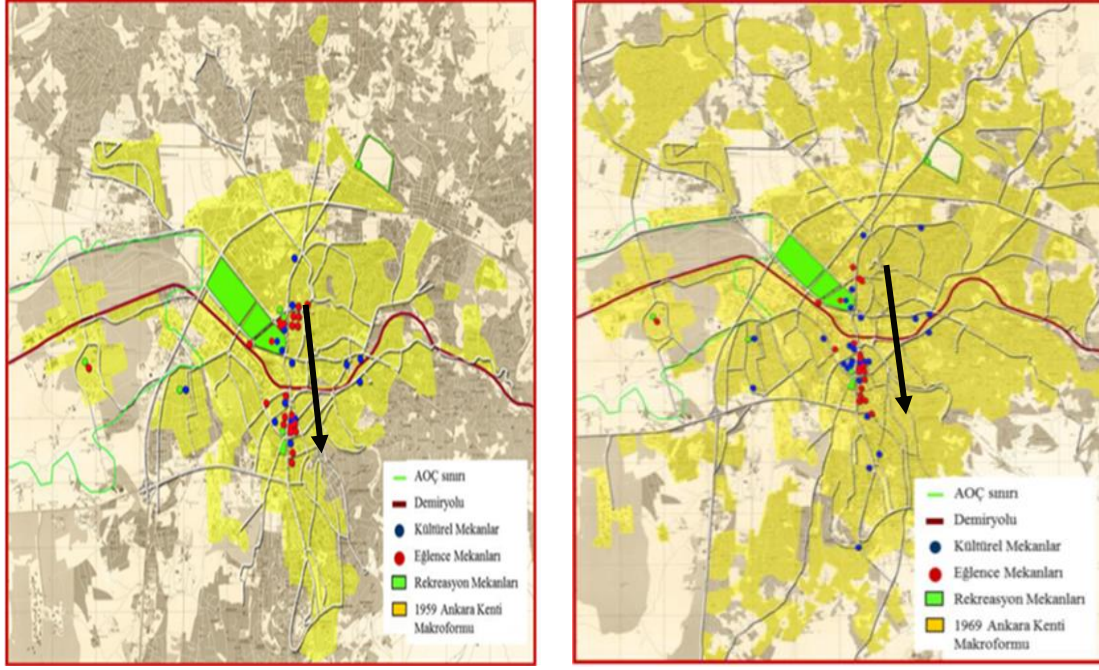 AOÇ sınırı
Demiryolu
Kültürel Mekanlar
Eğlence Mekanları
Rekreasyon Mekanları
1959 Ankara Kenti
Makroformu
AOÇ sınırı
Demiryolu
Kültürel Mekanlar
Eğlence Mekanları
Rekreasyon Mekanları
1969 Ankara Kenti
Makroformu